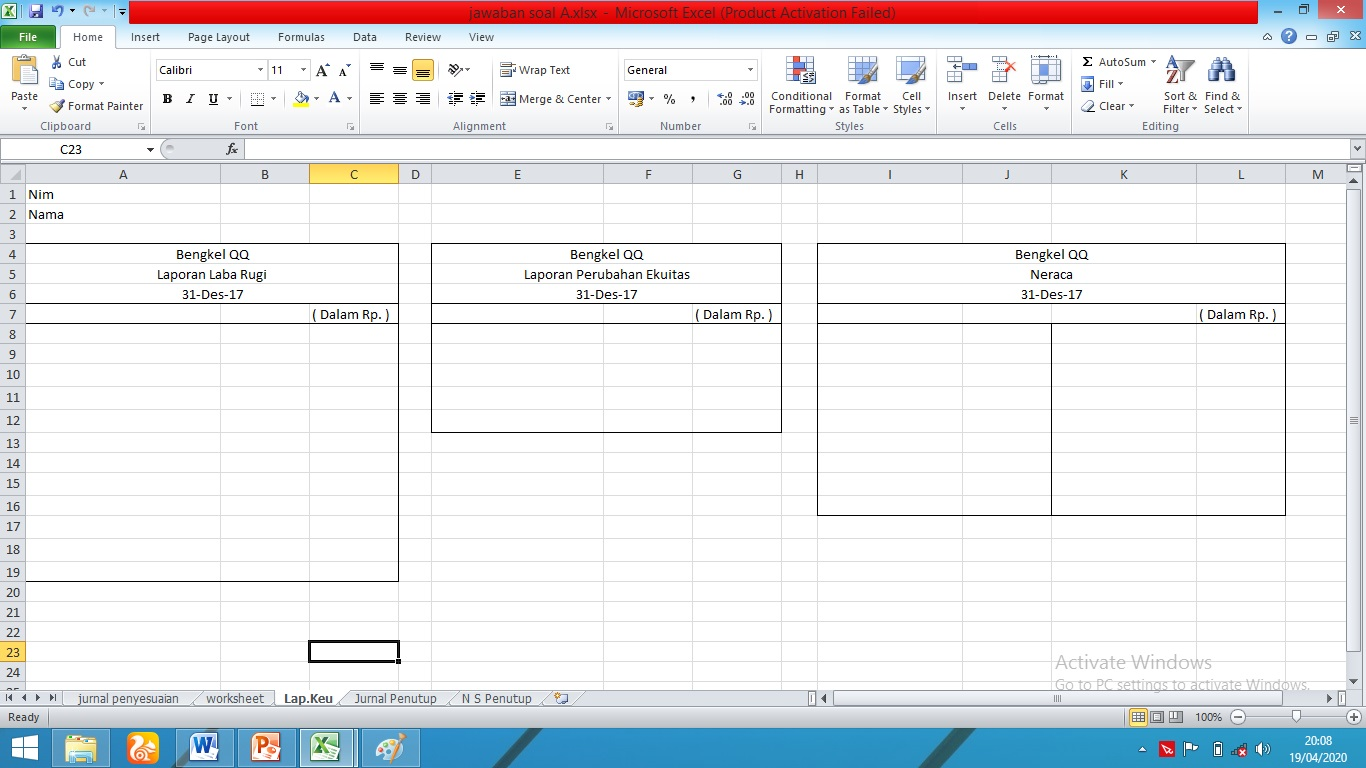 jawaban soal A.xlsx - Microsoft Excel (Product Activation Failed)
File Home Insert Page Layout Formulas Data Review View
Paste
Cut
Copy
Format Painter
Clipboard
Calibri 11 A A
B I U A
Font
Wrap Text
Merge & Center
Alignment
General
% , .0 .00 .00 .0
Number
Conditional Formatting
Format as Table
Cell Styles
Styles
Insert Delete Format
Cells
Σ AutoSum
Fill
Clear
Sort & Filter
Find & Select
Editing
C23 fx
A B C D E F G H I J K L M
1 Nim
2 Nama
3
4 Bengkel QQ Bengkel QQ Bengkel QQ
5 Laporan Laba Rugi Laporan Perubahan Ekuitas Neraca
6 31-Des-17 31-Des-17 31-Des-17
7 ( Dalam Rp. ) ( Dalam Rp. ) ( Dalam Rp. )
8
9
10
11
12
13
14
15
16
17
18
19
20
21
22
23
24
25
Activate Windows
Go to PC settings to activate Windows.
jurnal penyesuaian worksheet Lap.Keu Jurnal Penutup N S Penutup
Ready 100%
20:08
19/04/2020